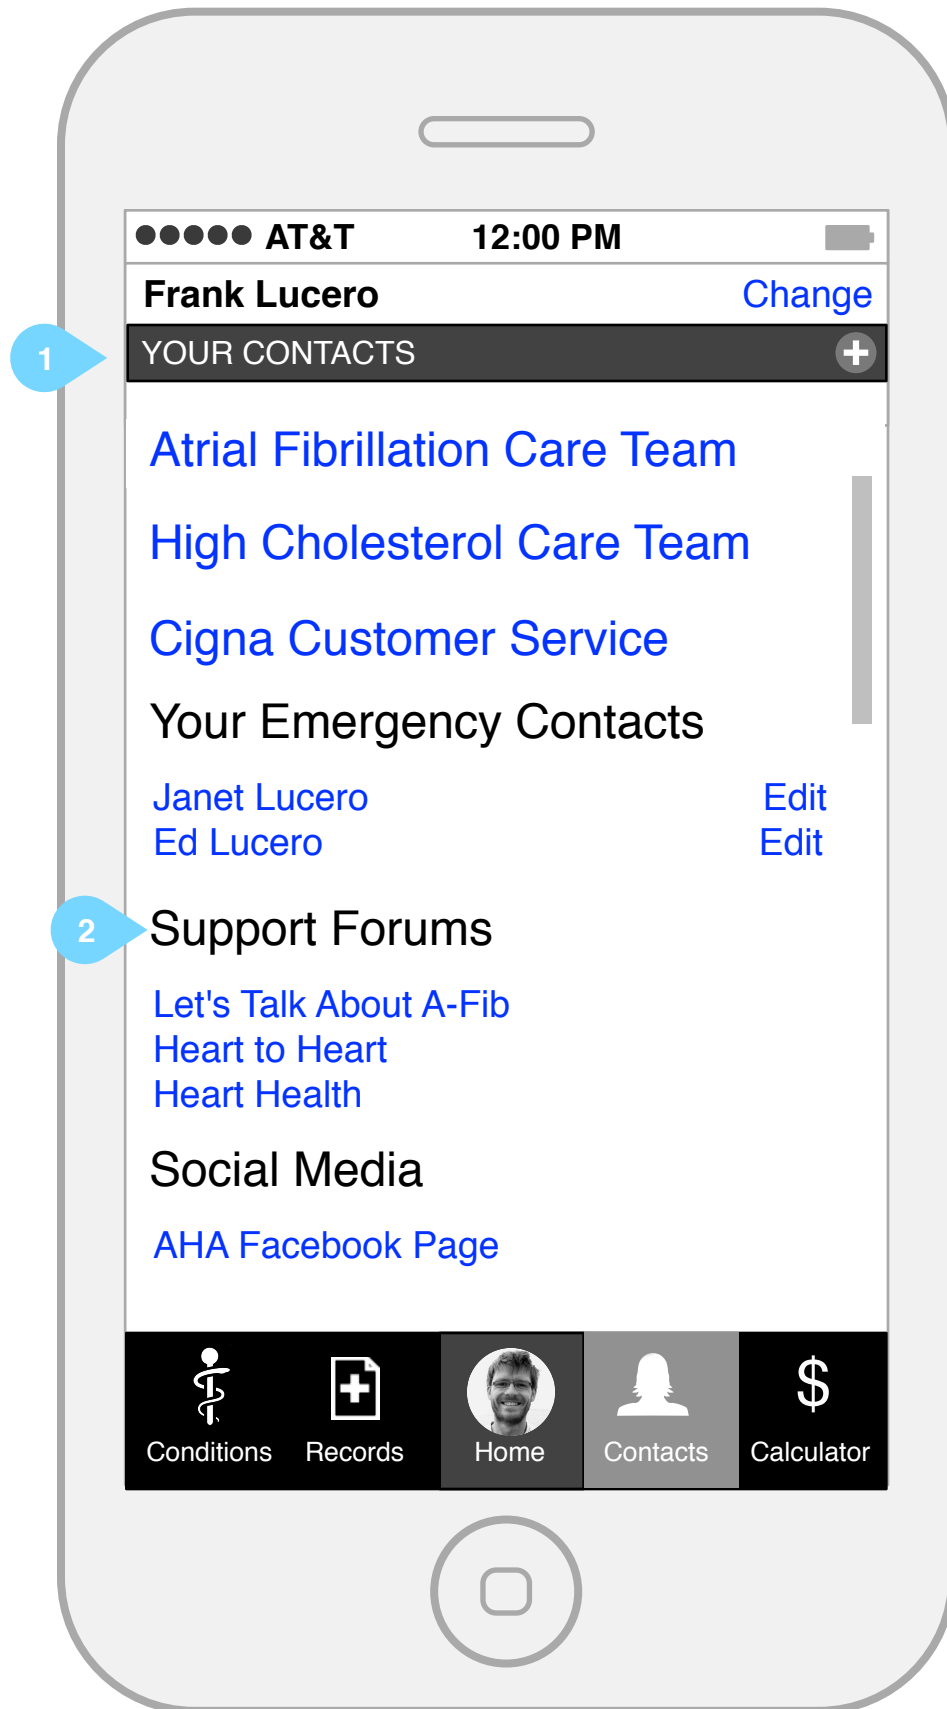 AT&T 12:00 PM
Frank Lucero Change
1 YOUR CONTACTS
Atrial Fibrillation Care Team
High Cholesterol Care Team
Cigna Customer Service
Your Emergency Contacts
Janet Lucero Edit
Ed Lucero Edit
2 Support Forums
Let's Talk About A-Fib
Heart to Heart
Heart Health
Social Media
AHA Facebook Page
$
Conditions Records Home Contacts Calculator